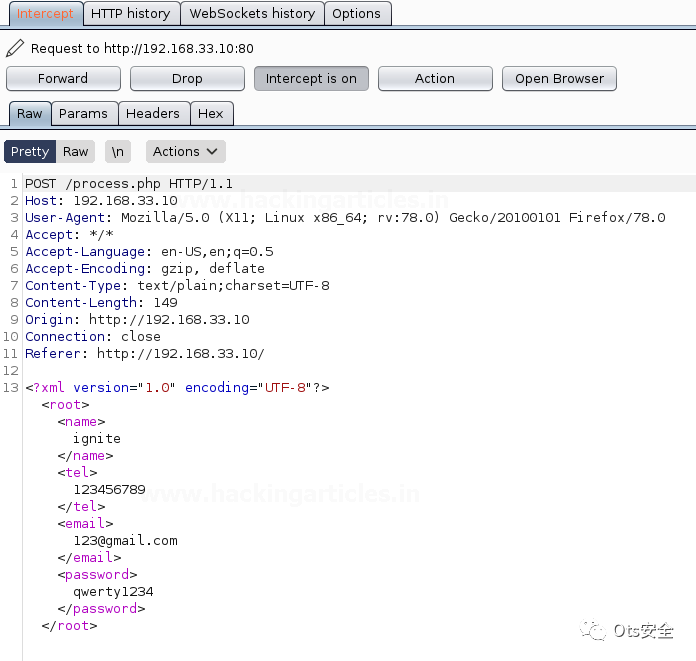 Intercept HTTP history WebSockets history Options
Request to http://192.168.33.10:80
Forward Drop Intercept is on Action Open Browser
Raw Params Headers Hex
Pretty Raw \n Actions
1 POST /process.php HTTP/1.1
www.hackingarticles.in
2 Host: 192.168.33.10
3 User-Agent: Mozilla/5.0 (X11; Linux x86_64; rv:78.0) Gecko/20100101 Firefox/78.0
4 Accept: */*
5 Accept-Language: en-US,en;q=0.5
6 Accept-Encoding: gzip, deflate
7 Content-Type: text/plain;charset=UTF-8
8 Content-Length: 149
9 Origin: http://192.168.33.10
10 Connection: close
11 Referer: http://192.168.33.10/
12
13 <?xml version="1.0" encoding="UTF-8"?>
<root>
<name>
ignite
</name>
<tel>
123456789
www.hackingarticles.in
</tel>
<email>
123@gmail.com
</email>
<password>
qwerty1234
</password>
</root>
Ots安全